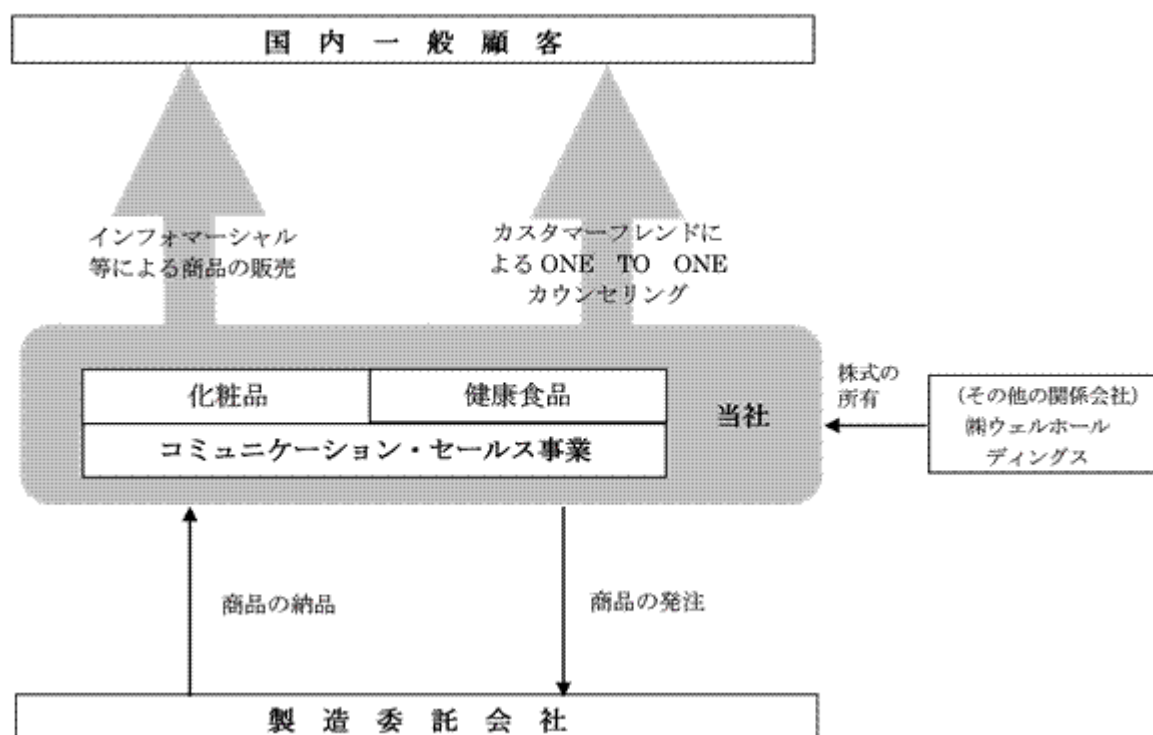 国内一般顧客
インフォマーシャル
等による商品の販売
カスタマーフレンドに
よる ONE TO ONE
カウンセリング
化粧品
健康食品
コミュニケーション・セールス事業
当社
株式の
所有
(その他の関係会社)
㈱ウェルホール
ディングス
商品の納品
商品の発注
製造委託会社